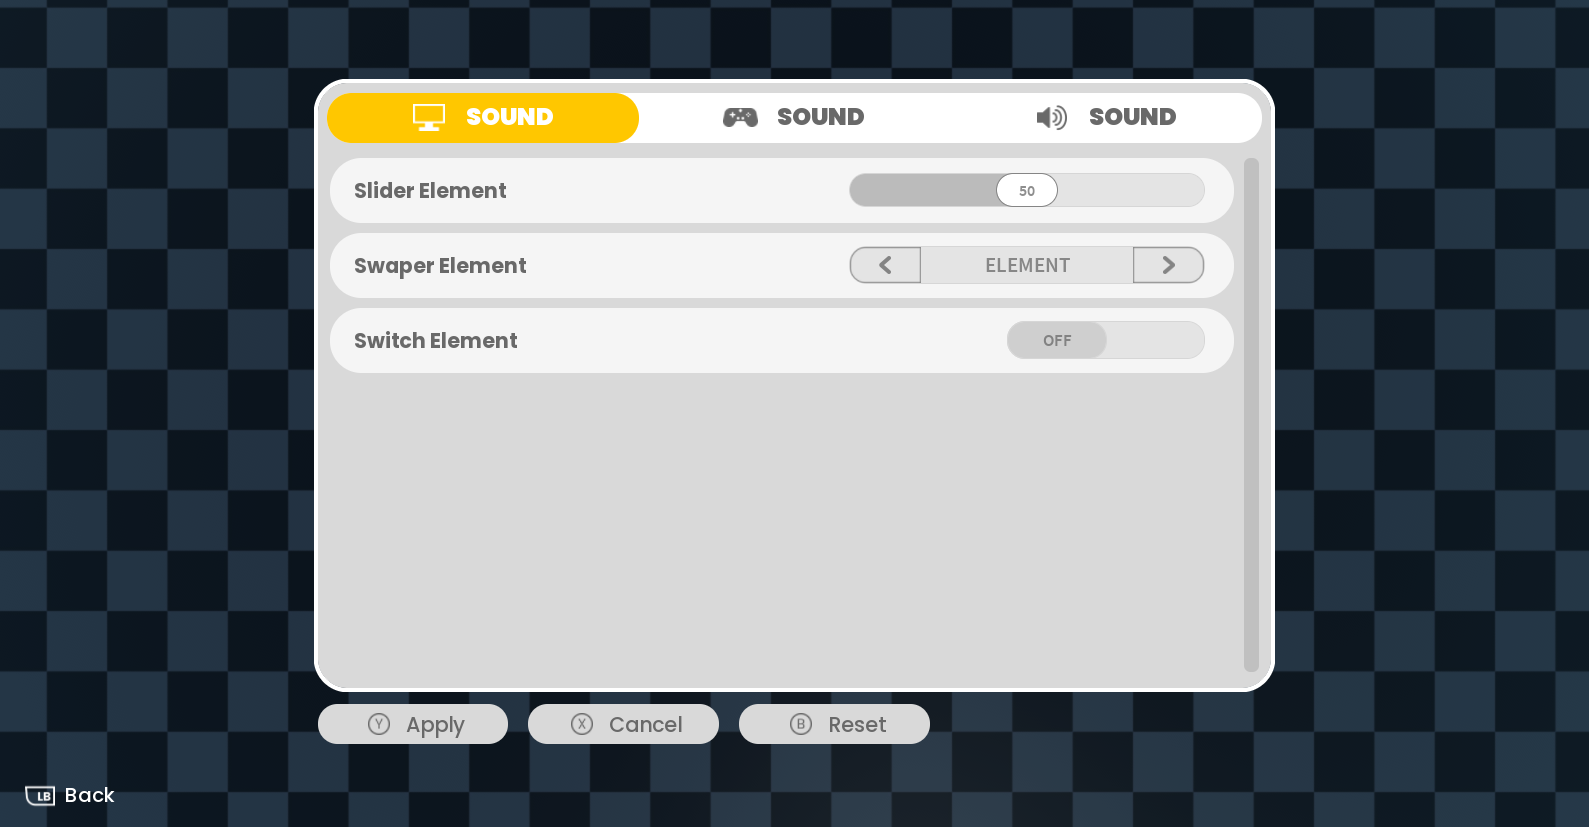 SOUND SOUND SOUND
Slider Element 50
Swaper Element ELEMENT
Switch Element OFF
Y Apply X Cancel B Reset
LB Back